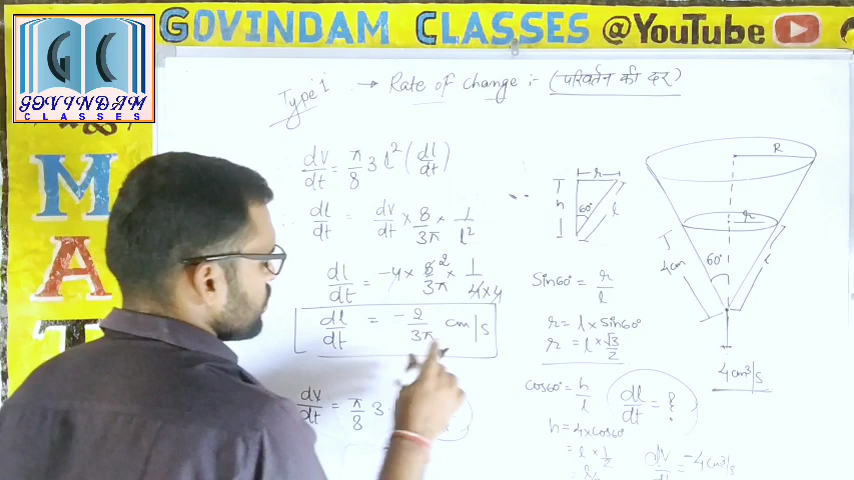 GOVINDAM CLASSES @YouTube
GC
GOVINDAM
CLASSES
MAT
Type 1 → Rate of change :- (परिवर्तन की दर)
dv/dt = π/8 3 l² (dl/dt)
∴ dl/dt = dv/dt × 8/3π × 1/l²
dl/dt = -4 × 8 2/3π × 1/4×4
dl/dt = -2/3π cm/s
dv/dt = π/8 3
r
h
60°
l
R
r
60°
4cm
l
4cm³/s
Sin60° = r/l
r = l × sin60°
r = l × √3/2
cos60° = h/l
dl/dt = ?
h = 4×cos60°
= l × 1/2
dv/dt = -4cm³/s